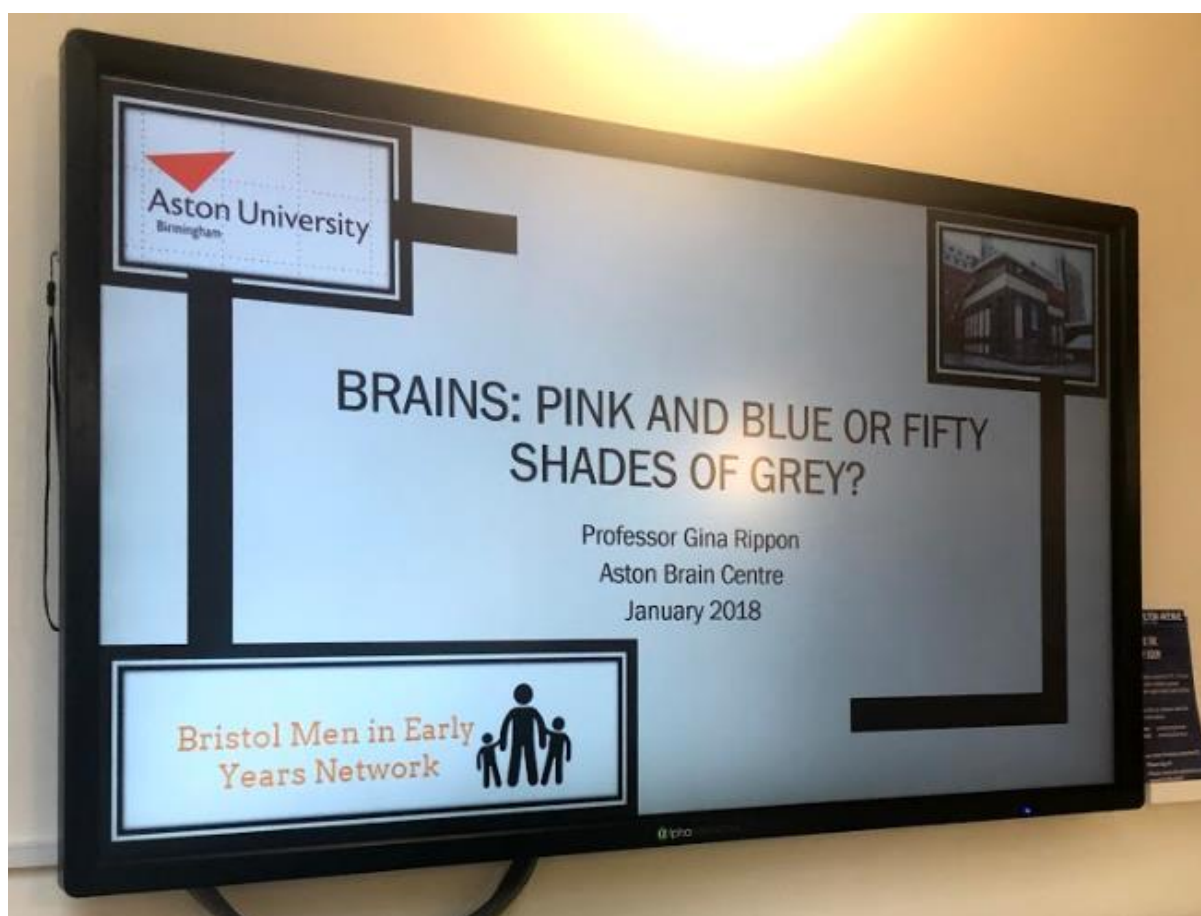 Aston University
Birmingham
BRAINS: PINK AND BLUE OR FIFTY
SHADES OF GREY?
Professor Gina Rippon
Aston Brain Centre
January 2018
Bristol Men in Early
Years Network